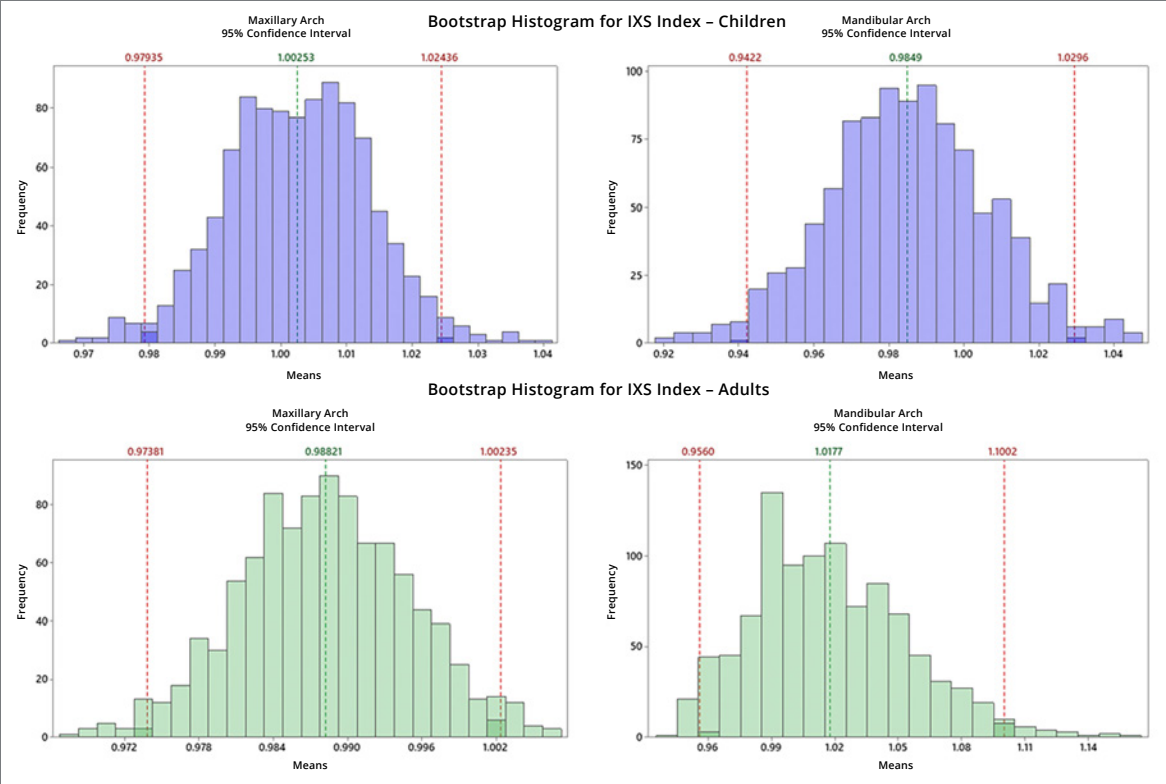 Bootstrap Histogram for IXS Index – Children
Maxillary Arch
95% Confidence Interval
0.97935 1.00253 1.02436
80
60
40
20
0
Frequency
0.97 0.98 0.99 1.00 1.01 1.02 1.03 1.04
Means
Mandibular Arch
95% Confidence Interval
0.9422 0.9849 1.0296
100
75
50
25
0
Frequency
0.92 0.94 0.96 0.98 1.00 1.02 1.04
Means
Bootstrap Histogram for IXS Index – Adults
Maxillary Arch
95% Confidence Interval
0.97381 0.98821 1.00235
80
60
40
20
0
Frequency
0.972 0.978 0.984 0.990 0.996 1.002
Means
Mandibular Arch
95% Confidence Interval
0.9560 1.0177 1.1002
150
100
50
0
Frequency
0.96 0.99 1.02 1.05 1.08 1.11 1.14
Means